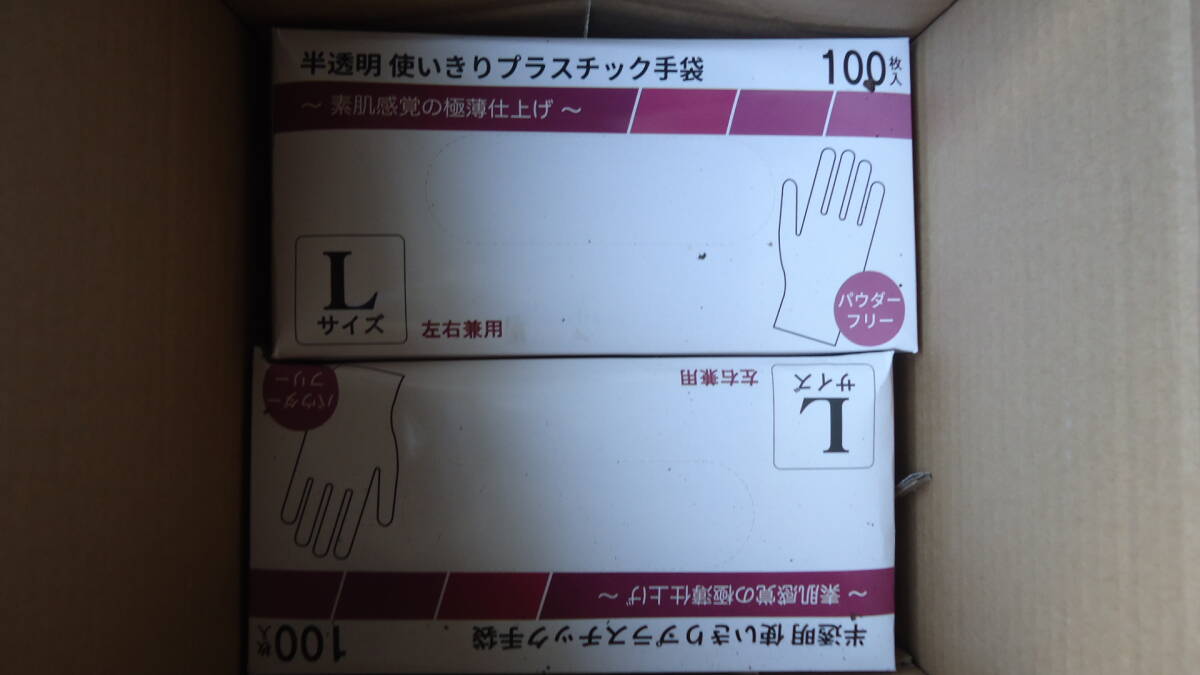 半透明 使いきりプラスチック手袋
100枚入
～ 素肌感覚の極薄仕上げ ～
L
サイズ
左右兼用
パウダー
フリー
L
サイズ
左右兼用
パウダー
フリー
～ 素肌感覚の極薄仕上げ ～
半透明 使いきりプラスチック手袋
100枚入